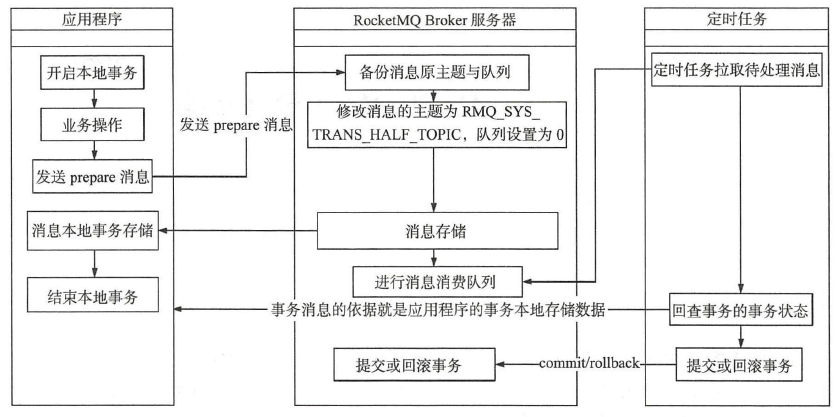 应用程序
RocketMQ Broker 服务器
定时任务
开启本地事务
业务操作
发送 prepare 消息
消息本地事务存储
结束本地事务
发送 prepare 消息
备份消息原主题与队列
修改消息的主题为 RMQ_SYS_
TRANS_HALF_TOPIC，队列设置为 0
消息存储
进行消息消费队列
事务消息的依据就是应用程序的事务本地存储数据
提交或回滚事务
commit/rollback
定时任务拉取待处理消息
回查事务的事务状态
提交或回滚事务